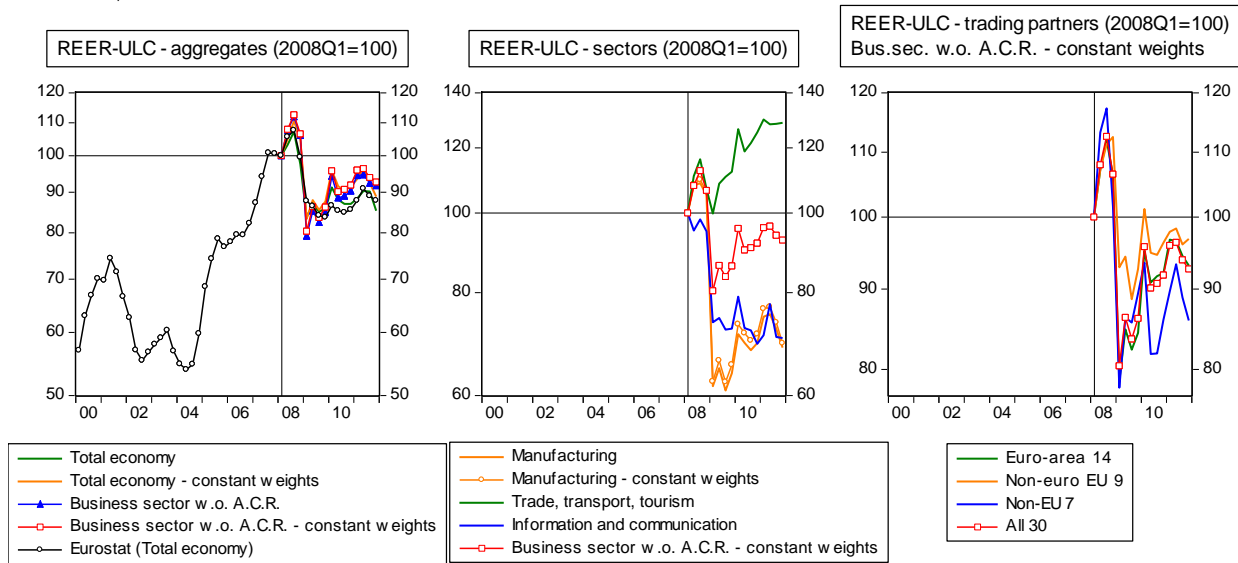 REER-ULC - aggregates (2008Q1=100)
120 120
110 110
100 100
90 90
80 80
70 70
60 60
50 50
00 02 04 06 08 10
Total economy
Total economy - constant weights
Business sector w.o. A.C.R.
Business sector w.o. A.C.R. - constant weights
Eurostat (Total economy)
REER-ULC - sectors (2008Q1=100)
140 140
120 120
100 100
80 80
60 60
00 02 04 06 08 10
Manufacturing
Manufacturing - constant weights
Trade, transport, tourism
Information and communication
Business sector w.o. A.C.R. - constant weights
REER-ULC - trading partners (2008Q1=100)
Bus.sec. w.o. A.C.R. - constant weights
120 120
110 110
100 100
90 90
80 80
00 02 04 06 08 10
Euro-area 14
Non-euro EU 9
Non-EU 7
All 30